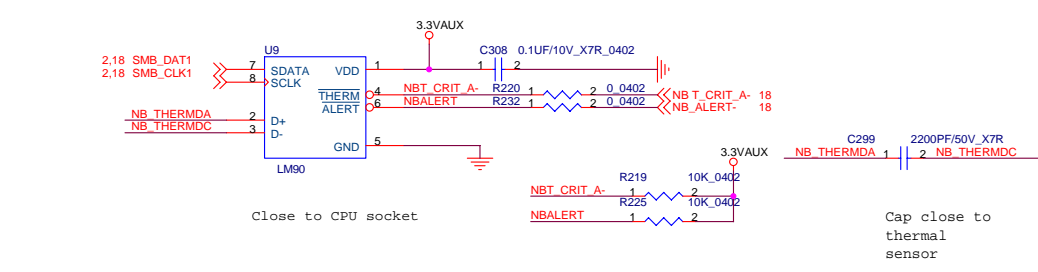 3.3VAUX
U9
C308 0.1UF/10V_X7R_0402
2,18 SMB_DAT1
7 SDATA VDD 1
1 2
2,18 SMB_CLK1
8 SCLK
THERM 4 NBT_CRIT_A- R220 1 2 0_0402 NB T_CRIT_A- 18
ALERT 6 NBALERT R232 1 2 0_0402 NB_ALERT- 18
NB_THERMDA 2 D+
NB_THERMDC 3 D-
GND 5
LM90
C299 2200PF/50V_X7R
NB_THERMDA 1 2 NB_THERMDC
3.3VAUX
R219 10K_0402
NBT_CRIT_A- 1 2
R225 10K_0402
NBALERT 1 2
Close to CPU socket
Cap close to
thermal
sensor